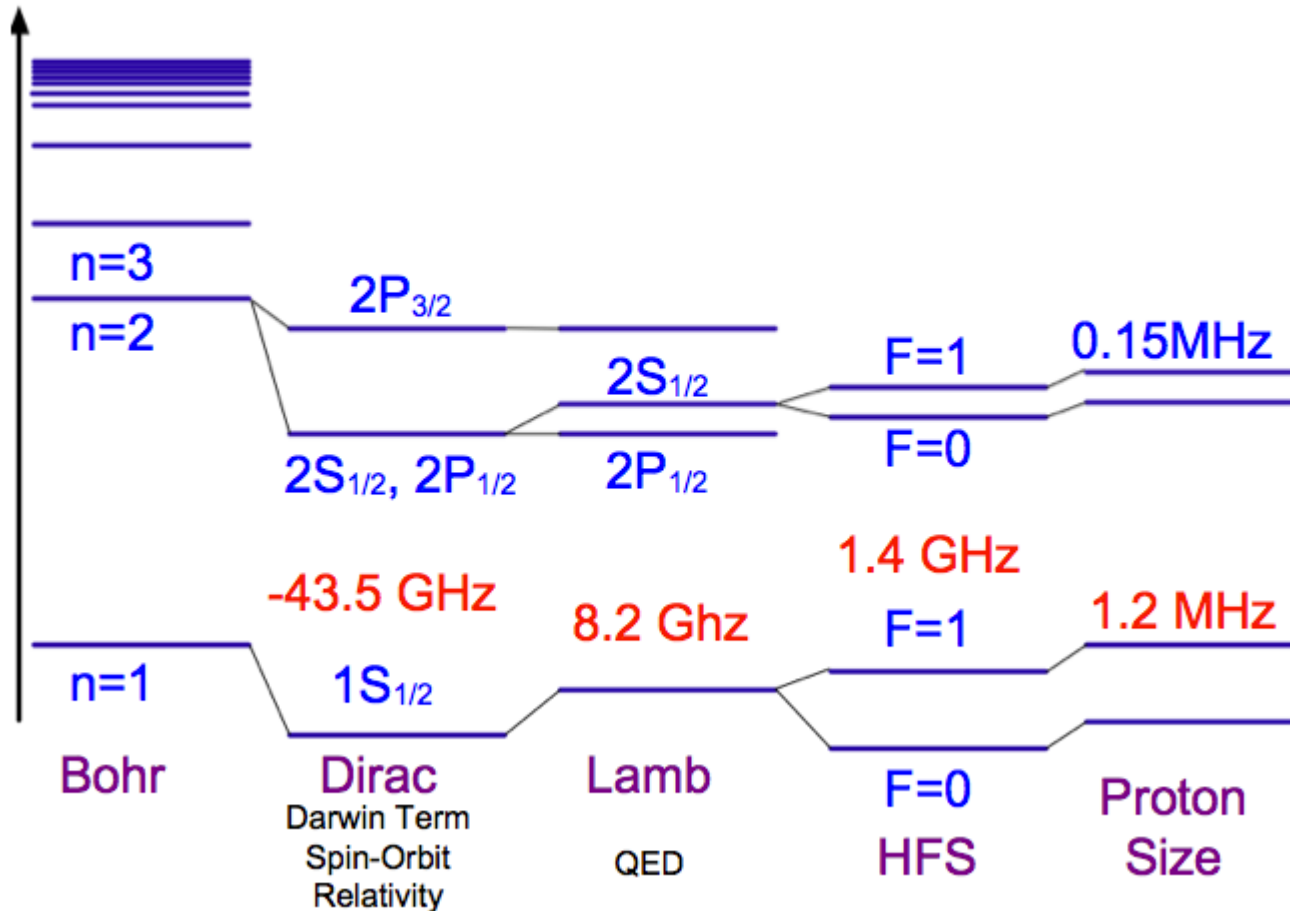 n=3
n=2
2P3/2
2S1/2, 2P1/2
2S1/2
2P1/2
F=1
F=0
0.15MHz
-43.5 GHz
8.2 Ghz
1.4 GHz
1.2 MHz
n=1
1S1/2
F=1
F=0
Bohr
Dirac
Darwin Term
Spin-Orbit
Relativity
Lamb
QED
HFS
Proton
Size